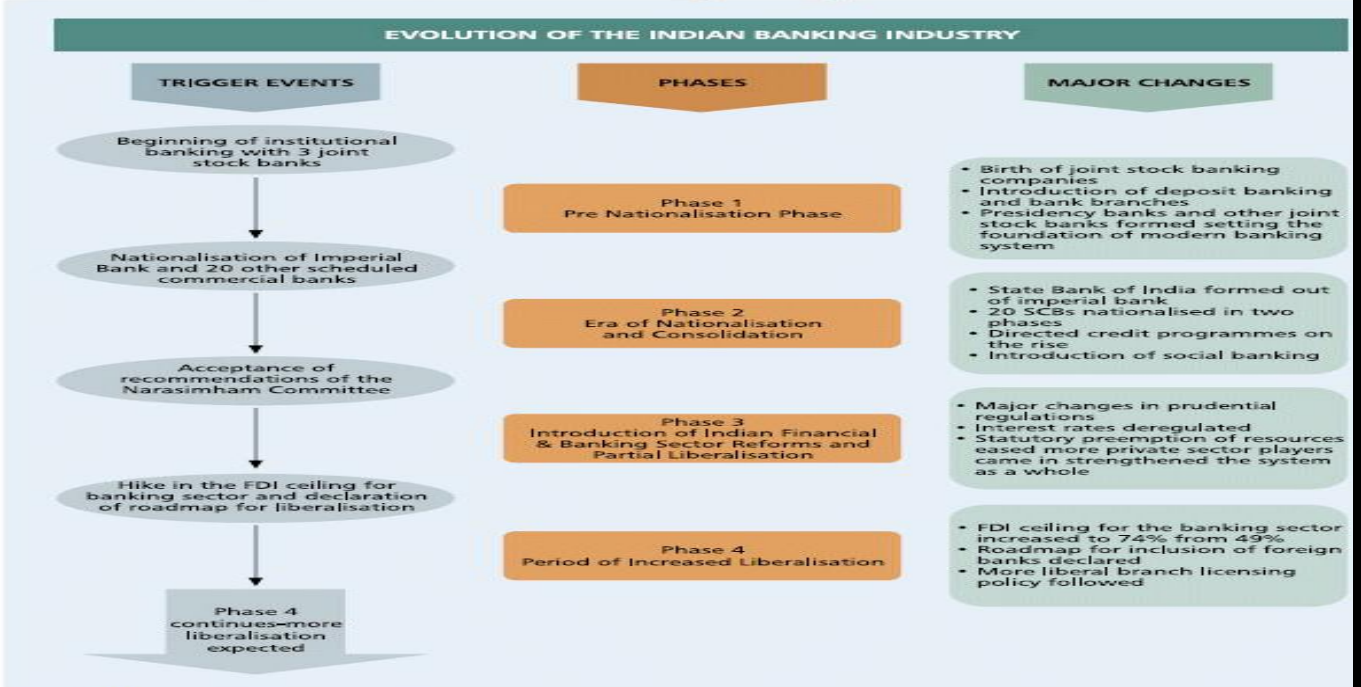 EVOLUTION OF THE INDIAN BANKING INDUSTRY
TRIGGER EVENTS
PHASES
MAJOR CHANGES
Beginning of institutional
banking with 3 joint
stock banks
Phase 1
Pre Nationalisation Phase
• Birth of joint stock banking
companies
• Introduction of deposit banking
and bank branches
• Presidency banks and other joint
stock banks formed setting the
foundation of modern banking
system
Nationalisation of Imperial
Bank and 20 other scheduled
commercial banks
Phase 2
Era of Nationalisation
and Consolidation
• State Bank of India formed out
of imperial bank
• 20 SCBs nationalised in two
phases
• Directed credit programmes on
the rise
• Introduction of social banking
Acceptance of
recommendations of the
Narasimham Committee
Phase 3
Introduction of Indian Financial
& Banking Sector Reforms and
Partial Liberalisation
• Major changes in prudential
regulations
• Interest rates deregulated
• Statutory preemption of resources
eased more private sector players
came in strengthened the system
as a whole
Hike in the FDI ceiling for
banking sector and declaration
of roadmap for liberalisation
Phase 4
Period of Increased Liberalisation
• FDI ceiling for the banking sector
increased to 74% from 49%
• Roadmap for inclusion of foreign
banks declared
• More liberal branch licensing
policy followed
Phase 4
continues–more
liberalisation
expected